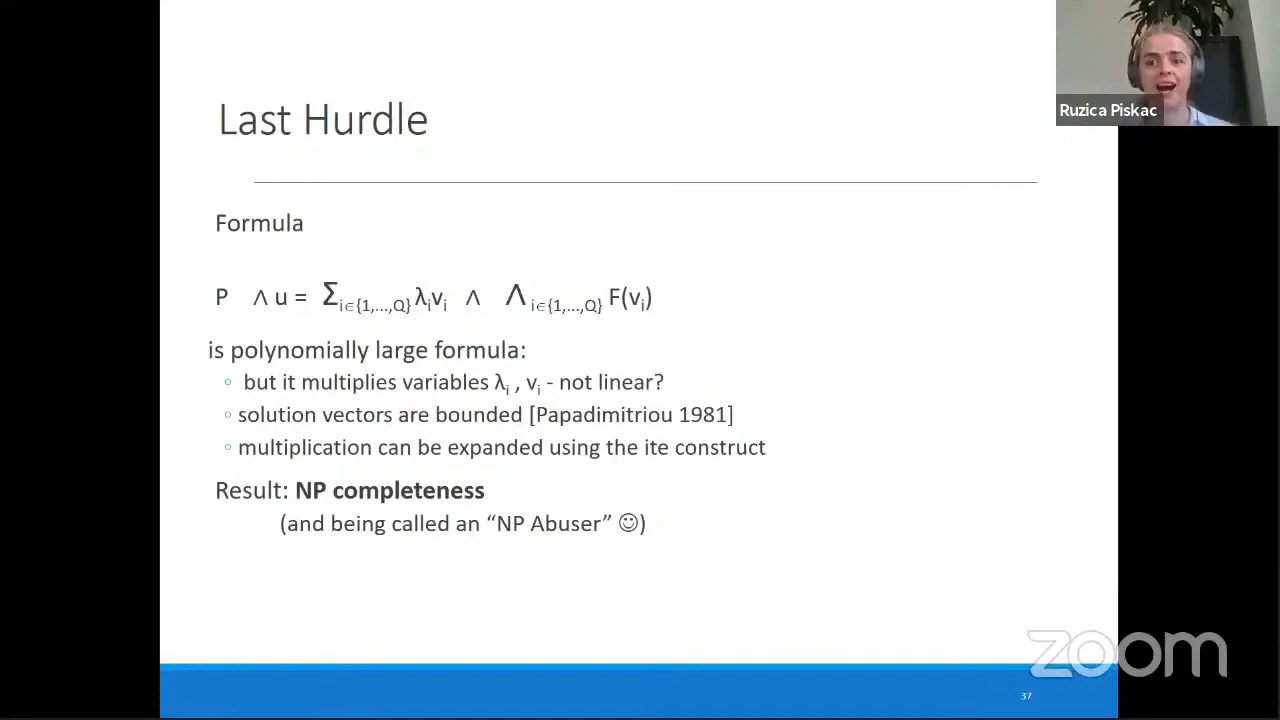 Ruzica Piskac
Last Hurdle
Formula
P ∧ u = Σi∈{1,...,Q} λivi ∧ ∧ i∈{1,...,Q} F(vi)
is polynomially large formula:
◦ but it multiplies variables λi , vi - not linear?
◦ solution vectors are bounded [Papadimitriou 1981]
◦ multiplication can be expanded using the ite construct
Result: NP completeness
(and being called an “NP Abuser” ☺)
zoom
37